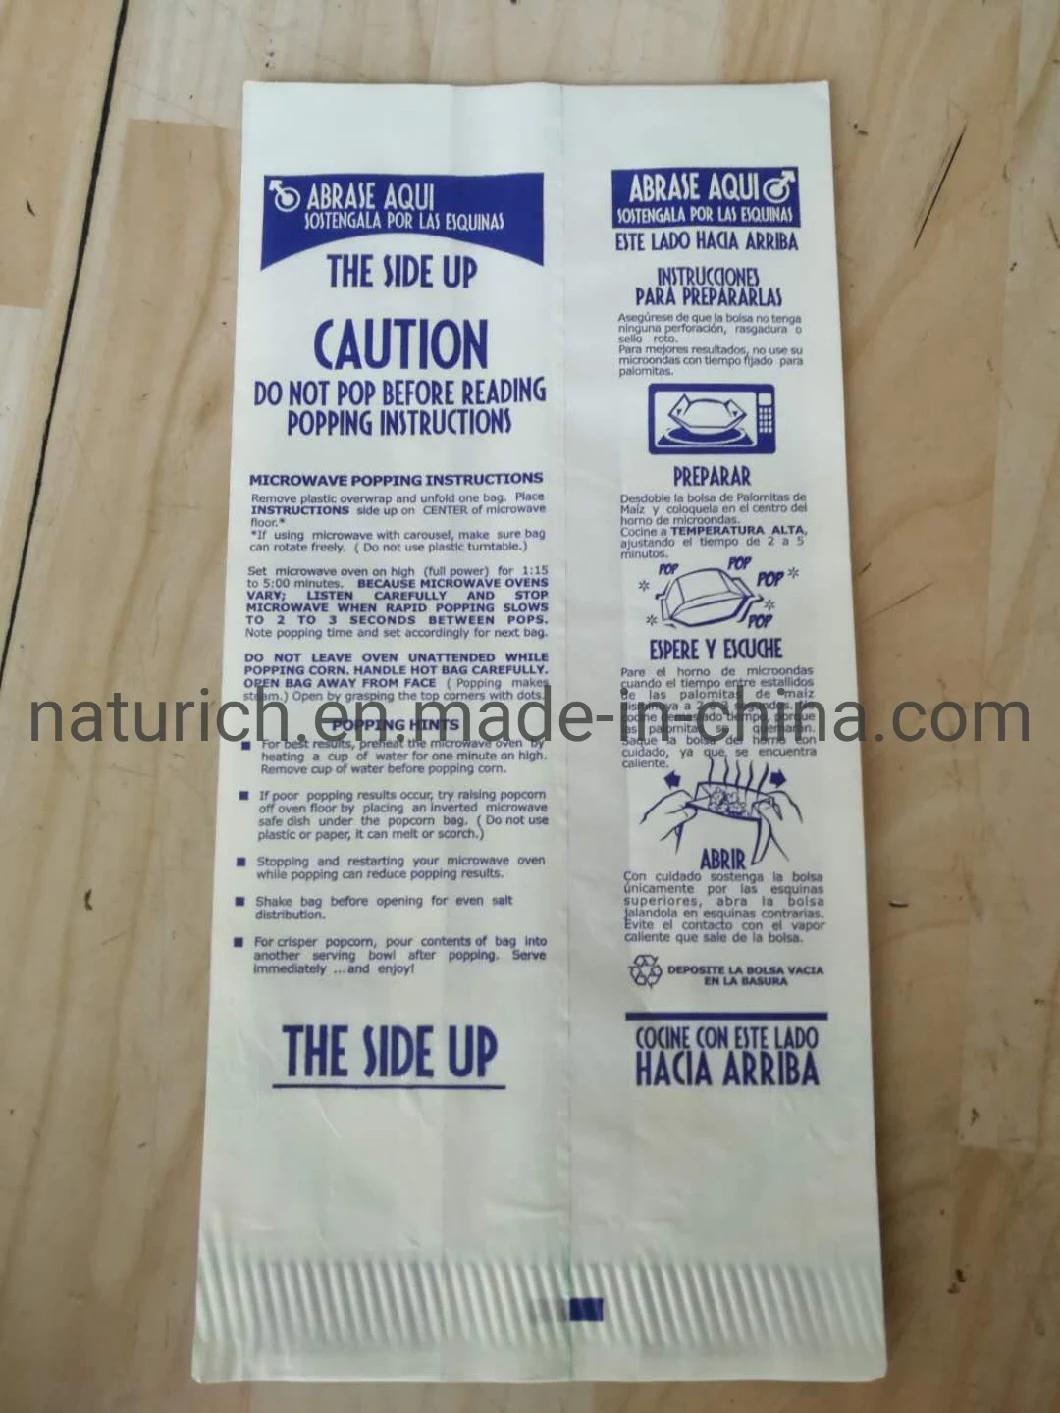 ABRASE AQUI
SOSTENGALA POR LAS ESQUINAS
THE SIDE UP
CAUTION
DO NOT POP BEFORE READING
POPPING INSTRUCTIONS
MICROWAVE POPPING INSTRUCTIONS
Remove plastic overwrap and unfold one bag. Place
INSTRUCTIONS side up on CENTER of microwave
floor.*
*If using microwave with carousel, make sure bag
can rotate freely. ( Do not use plastic turntable.)
Set microwave oven on high (full power) for 1:15
to 5:00 minutes. BECAUSE MICROWAVE OVENS
VARY; LISTEN CAREFULLY AND STOP
MICROWAVE WHEN RAPID POPPING SLOWS
TO 2 TO 3 SECONDS BETWEEN POPS.
Note popping time and set accordingly for next bag.
DO NOT LEAVE OVEN UNATTENDED WHILE
POPPING CORN. HANDLE HOT BAG CAREFULLY.
OPEN BAG AWAY FROM FACE ( Popping makes
steam.) Open by grasping the top corners with dots.
POPPING HINTS
For best results, preheat the microwave oven by
heating a cup of water for one minute on high.
Remove cup of water before popping corn.
If poor popping results occur, try raising popcorn
off oven floor by placing an inverted microwave
safe dish under the popcorn bag. ( Do not use
plastic or paper, it can melt or scorch.)
Stopping and restarting your microwave oven
while popping can reduce popping results.
Shake bag before opening for even salt
distribution.
For crisper popcorn, pour contents of bag into
another serving bowl after popping. Serve
immediately ...and enjoy!
THE SIDE UP
ABRASE AQUI
SOSTENGALA POR LAS ESQUINAS
ESTE LADO HACIA ARRIBA
INSTRUCCIONES
PARA PREPARARLAS
Asegúrese de que la bolsa no tenga
ninguna perforación, rasgadura o
sello roto.
Para mejores resultados, no use su
microondas con tiempo fijado para
palomitas.
PREPARAR
Desdoble la bolsa de Palomitas de
Maiz y coloquela en el centro del
horno de microondas.
Cocine a TEMPERATURA ALTA,
ajustando el tiempo de 2 a 5
minutos.
POP
POP
POP
POP
ESPERE Y ESCUCHE
Pare el horno de microondas
cuando el tiempo entre estallidos
de las palomitas de maiz
disminuya a 2
cocine demasiado tiempo, porque
las palomitas se quemaran.
Saque la bolsa del horno con
cuidado, ya que se encuentra
caliente.
ABRIR
Con cuidado sostenga la bolsa
únicamente por las esquinas
superiores, abra la bolsa
jalandola en esquinas contrarias.
Evite el contacto con el vapor
caliente que sale de la bolsa.
DEPOSITE LA BOLSA VACIA
EN LA BASURA
COCINE CON ESTE LADO
HACIA ARRIBA
naturich.en.made-in-china.com